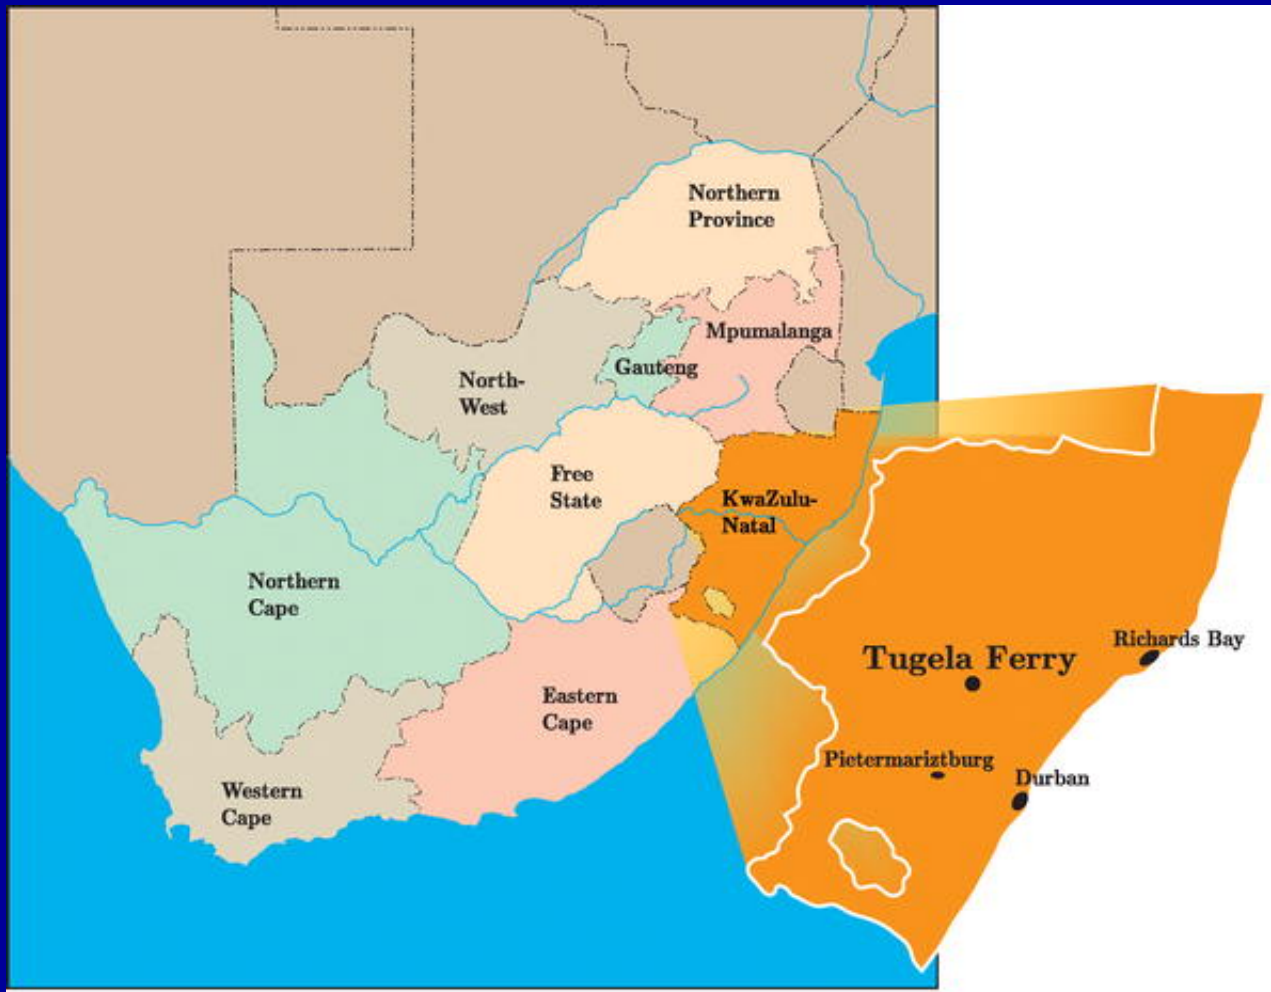 Northern
Province
Mpumalanga
Gauteng
North-
West
Free
State
KwaZulu-
Natal
Northern
Cape
Eastern
Cape
Western
Cape
Richards Bay
Tugela Ferry
Pietermariztburg
Durban